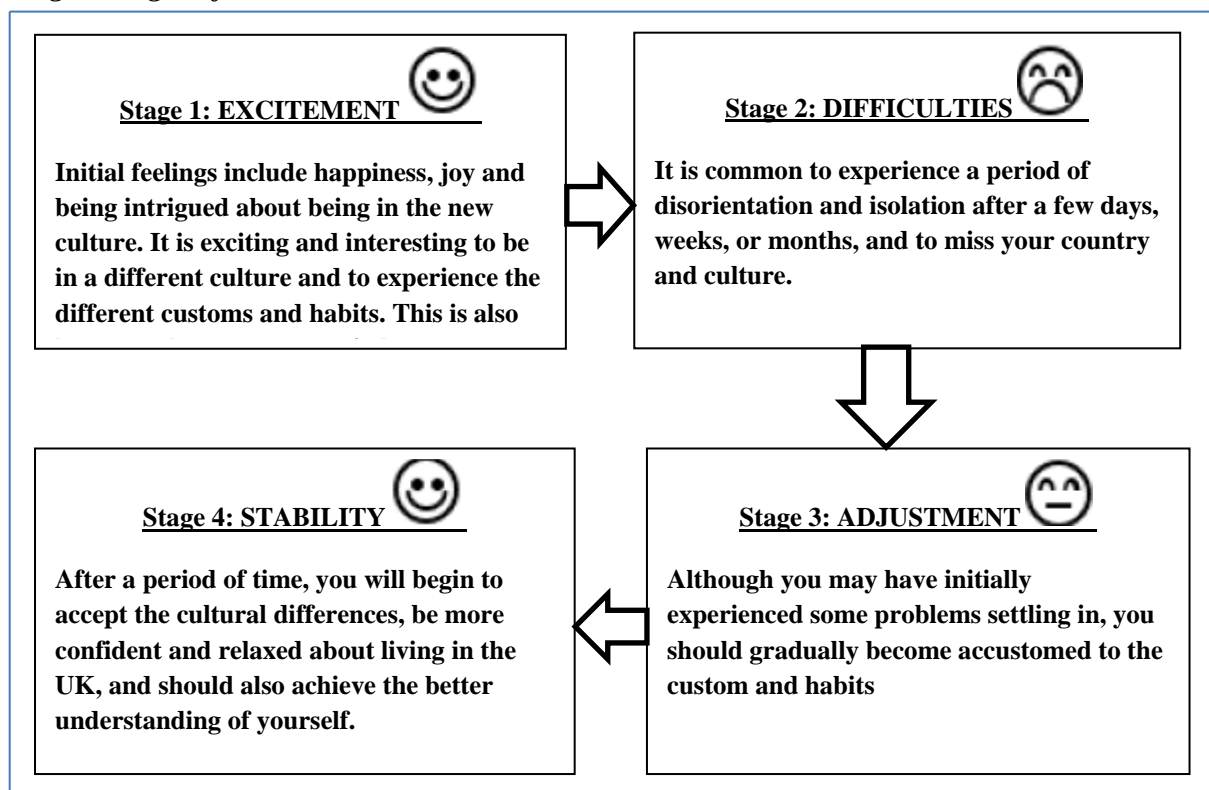 Stage 1: EXCITEMENT
Initial feelings include happiness, joy and
being intrigued about being in the new
culture. It is exciting and interesting to be
in a different culture and to experience the
different customs and habits. This is also
Stage 2: DIFFICULTIES
It is common to experience a period of
disorientation and isolation after a few days,
weeks, or months, and to miss your country
and culture.
Stage 3: ADJUSTMENT
Although you may have initially
experienced some problems settling in, you
should gradually become accustomed to the
custom and habits
Stage 4: STABILITY
After a period of time, you will begin to
accept the cultural differences, be more
confident and relaxed about living in the
UK, and should also achieve the better
understanding of yourself.